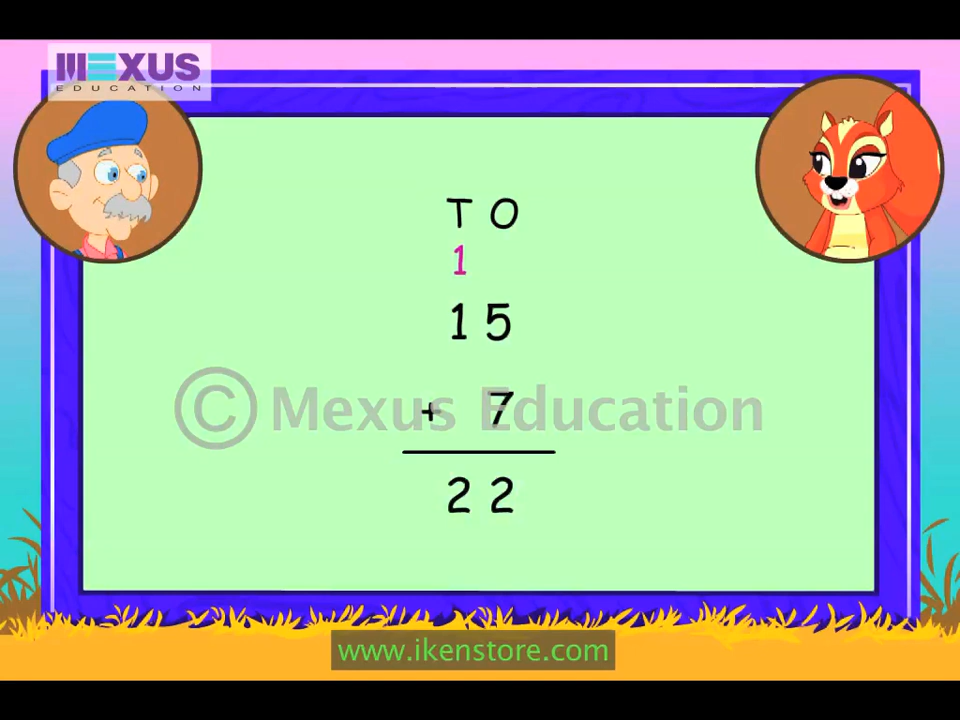 MEXUS
EDUCATION
T O
1
1 5
+ 7
2 2
© Mexus Education
www.ikenstore.com